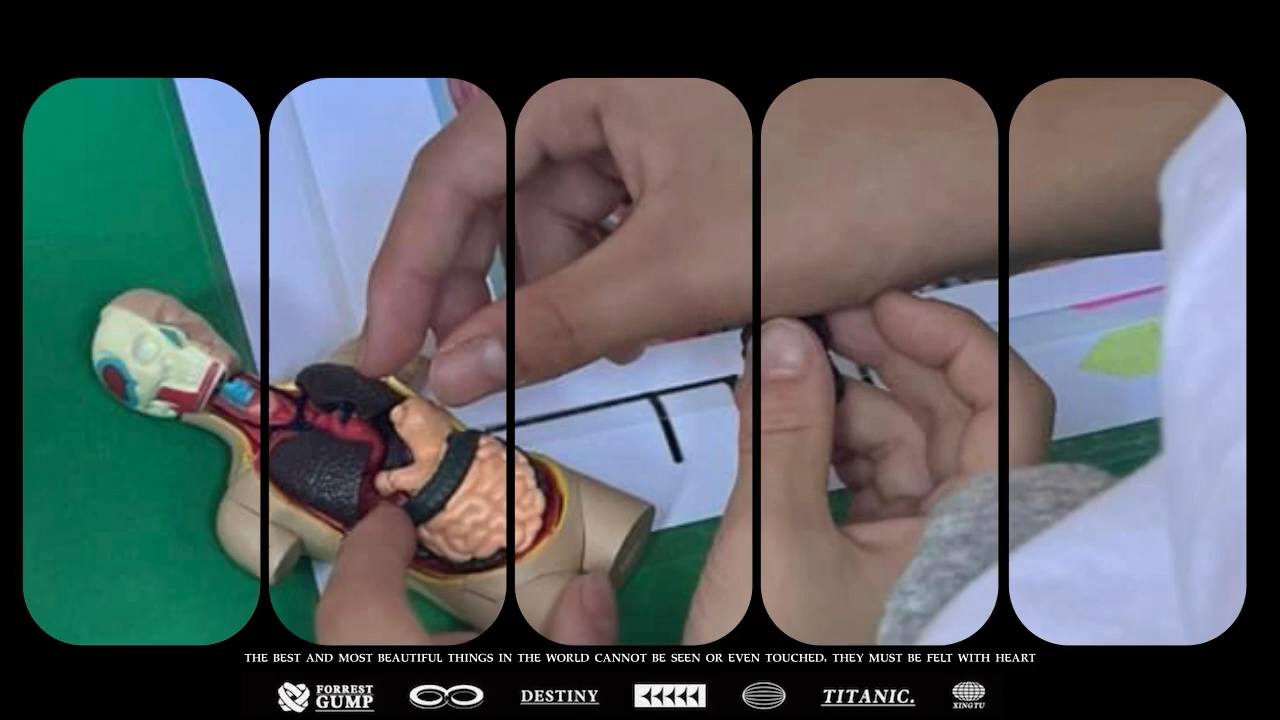 THE BEST AND MOST BEAUTIFUL THINGS IN THE WORLD CANNOT BE SEEN OR EVEN TOUCHED. THEY MUST BE FELT WITH HEART
FORREST GUMP DESTINY TITANIC. XINGTU